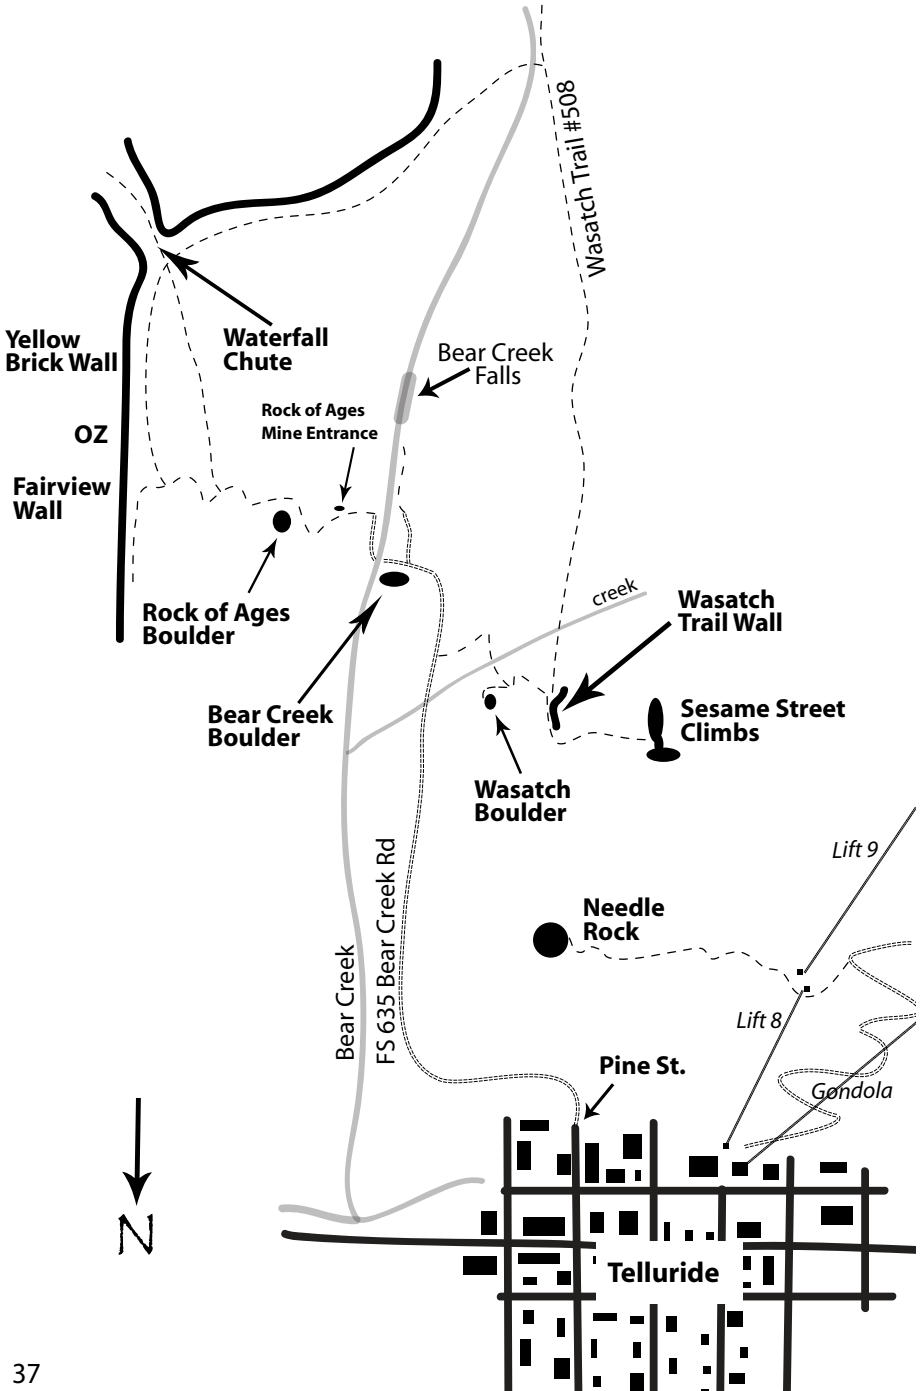 Wasatch Trail #508
Yellow
Brick Wall
Waterfall
Chute
Bear Creek
Falls
Rock of Ages
Mine Entrance
OZ
Fairview
Wall
creek
Rock of Ages
Boulder
Wasatch
Trail Wall
Bear Creek
Boulder
Sesame Street
Climbs
Wasatch
Boulder
Lift 9
FS 635 Bear Creek Rd
Needle
Rock
Bear Creek
Lift 8
Pine St.
Gondola
N
Telluride
37